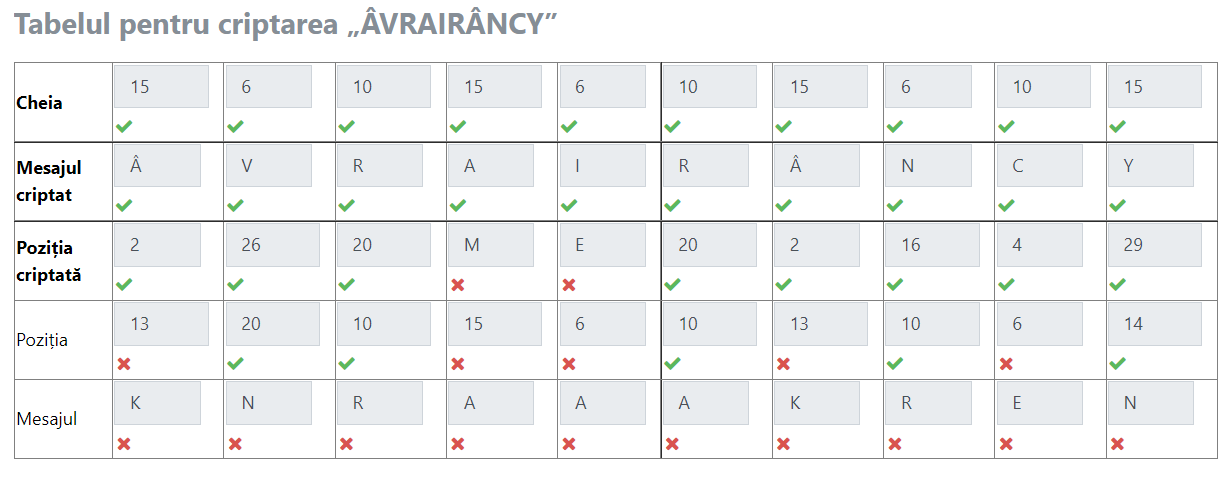 Tabelul pentru criptarea „ÂVRAIRÂNCY”
Cheia 15 6 10 15 6 10 15 6 10 15
Mesajul criptat Â V R A I R Â N C Y
Poziția criptată 2 26 20 M E 20 2 16 4 29
Poziția 13 20 10 15 6 10 13 10 6 14
Mesajul K N R A A A K R E N